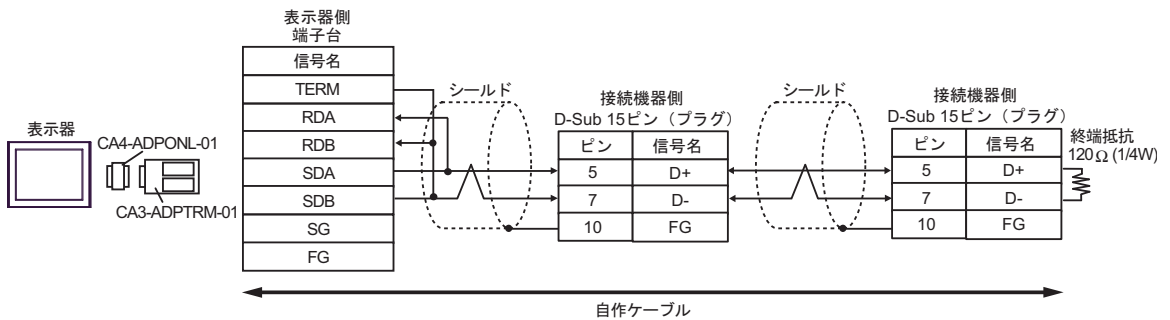 表示器
CA4-ADPONL-01
CA3-ADPTRM-01
表示器側
端子台
信号名
TERM
RDA
RDB
SDA
SDB
SG
FG
シールド
接続機器側
D-Sub 15ピン（プラグ）
ピン 信号名
5 D+
7 D-
10 FG
シールド
接続機器側
D-Sub 15ピン（プラグ）
ピン 信号名
5 D+
7 D-
10 FG
終端抵抗
120Ω (1/4W)
自作ケーブル